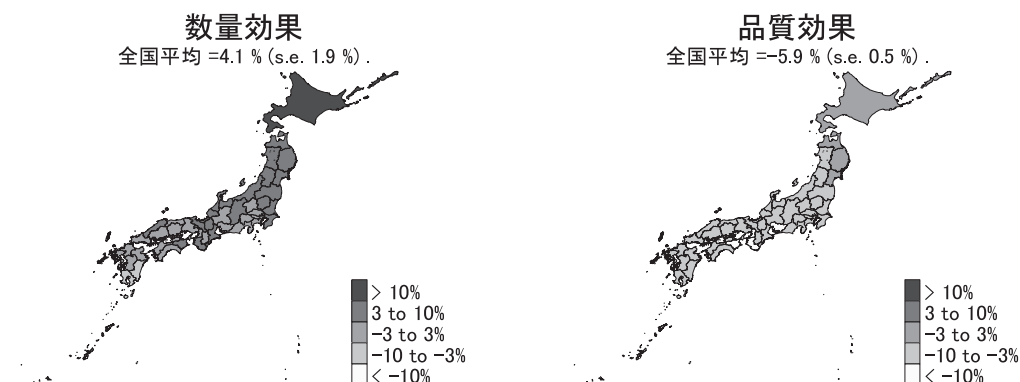 数量効果
全国平均 =4.1 % (s.e. 1.9 %) .
> 10%
3 to 10%
-3 to 3%
-10 to -3%
< -10%
品質効果
全国平均 =-5.9 % (s.e. 0.5 %) .
> 10%
3 to 10%
-3 to 3%
-10 to -3%
< -10%